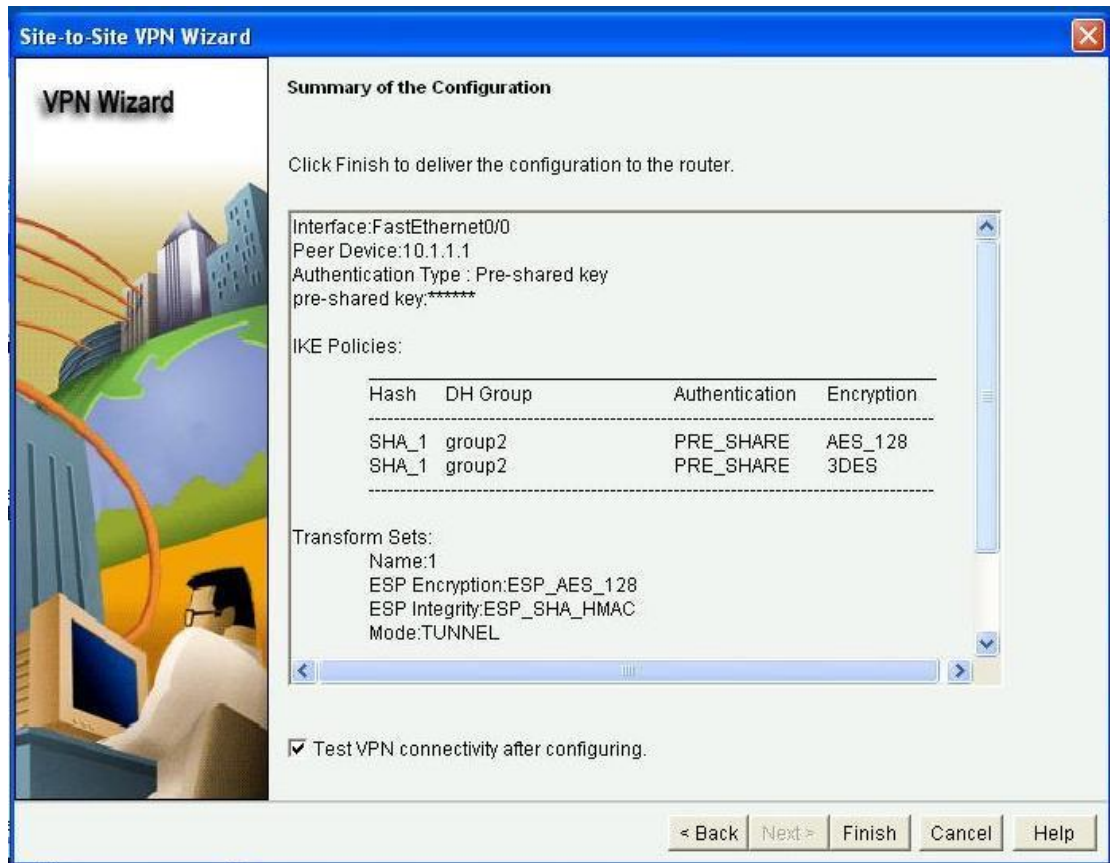 Site-to-Site VPN Wizard
VPN Wizard
Summary of the Configuration
Click Finish to deliver the configuration to the router.
Interface:FastEthernet0/0
Peer Device:10.1.1.1
Authentication Type : Pre-shared key
pre-shared key:******
IKE Policies:
Hash DH Group Authentication Encryption
SHA_1 group2 PRE_SHARE AES_128
SHA_1 group2 PRE_SHARE 3DES
Transform Sets:
Name:1
ESP Encryption:ESP_AES_128
ESP Integrity:ESP_SHA_HMAC
Mode:TUNNEL
Test VPN connectivity after configuring.
< Back Next > Finish Cancel Help